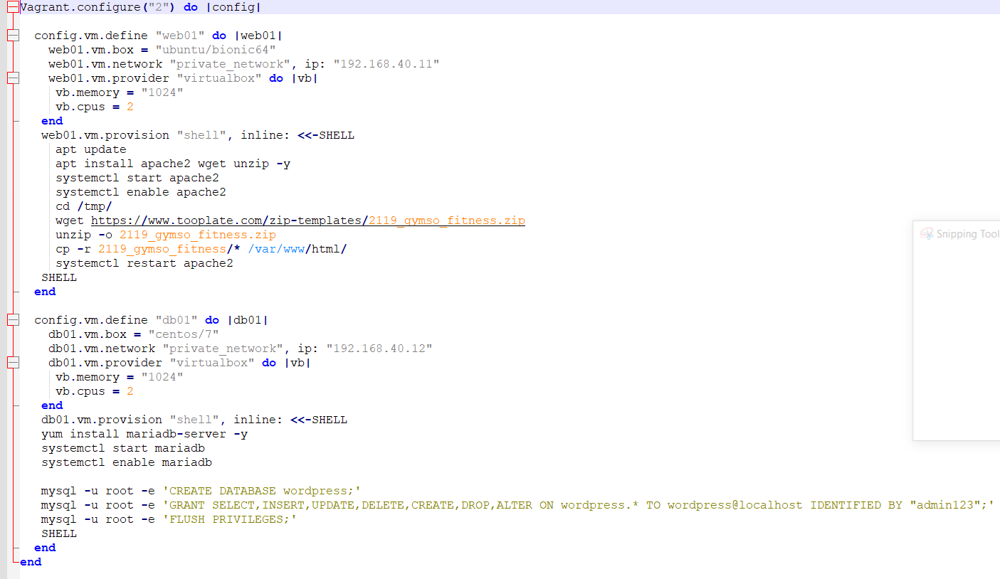 Vagrant.configure("2") do |config|
config.vm.define "web01" do |web01|
web01.vm.box = "ubuntu/bionic64"
web01.vm.network "private_network", ip: "192.168.40.11"
web01.vm.provider "virtualbox" do |vb|
vb.memory = "1024"
vb.cpus = 2
end
web01.vm.provision "shell", inline: <<-SHELL
apt update
apt install apache2 wget unzip -y
systemctl start apache2
systemctl enable apache2
cd /tmp/
wget https://www.tooplate.com/zip-templates/2119_gymso_fitness.zip
unzip -o 2119_gymso_fitness.zip
cp -r 2119_gymso_fitness/* /var/www/html/
systemctl restart apache2
SHELL
end
config.vm.define "db01" do |db01|
db01.vm.box = "centos/7"
db01.vm.network "private_network", ip: "192.168.40.12"
db01.vm.provider "virtualbox" do |vb|
vb.memory = "1024"
vb.cpus = 2
end
db01.vm.provision "shell", inline: <<-SHELL
yum install mariadb-server -y
systemctl start mariadb
systemctl enable mariadb
mysql -u root -e 'CREATE DATABASE wordpress;'
mysql -u root -e 'GRANT SELECT,INSERT,UPDATE,DELETE,CREATE,DROP,ALTER ON wordpress.* TO wordpress@localhost IDENTIFIED BY "admin123";'
mysql -u root -e 'FLUSH PRIVILEGES;'
SHELL
end
end
Snipping Tool